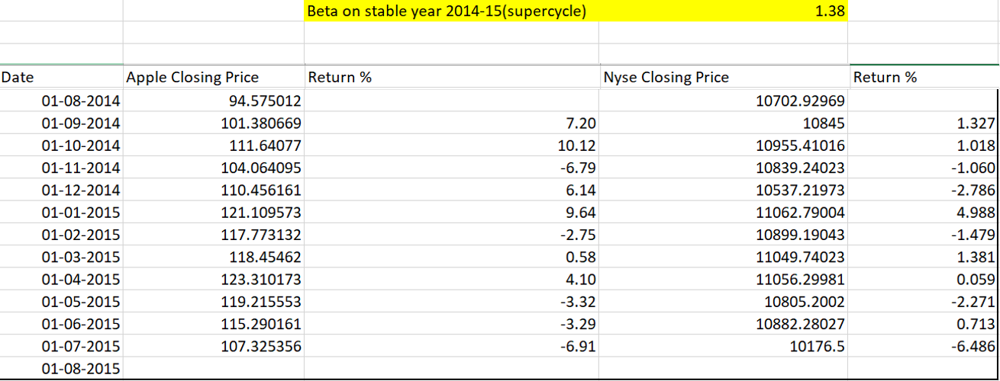 Beta on stable year 2014-15(supercycle) 1.38
Date Apple Closing Price Return % Nyse Closing Price Return %
01-08-2014 94.575012 10702.92969
01-09-2014 101.380669 7.20 10845 1.327
01-10-2014 111.64077 10.12 10955.41016 1.018
01-11-2014 104.064095 -6.79 10839.24023 -1.060
01-12-2014 110.456161 6.14 10537.21973 -2.786
01-01-2015 121.109573 9.64 11062.79004 4.988
01-02-2015 117.773132 -2.75 10899.19043 -1.479
01-03-2015 118.45462 0.58 11049.74023 1.381
01-04-2015 123.310173 4.10 11056.29981 0.059
01-05-2015 119.215553 -3.32 10805.2002 -2.271
01-06-2015 115.290161 -3.29 10882.28027 0.713
01-07-2015 107.325356 -6.91 10176.5 -6.486
01-08-2015